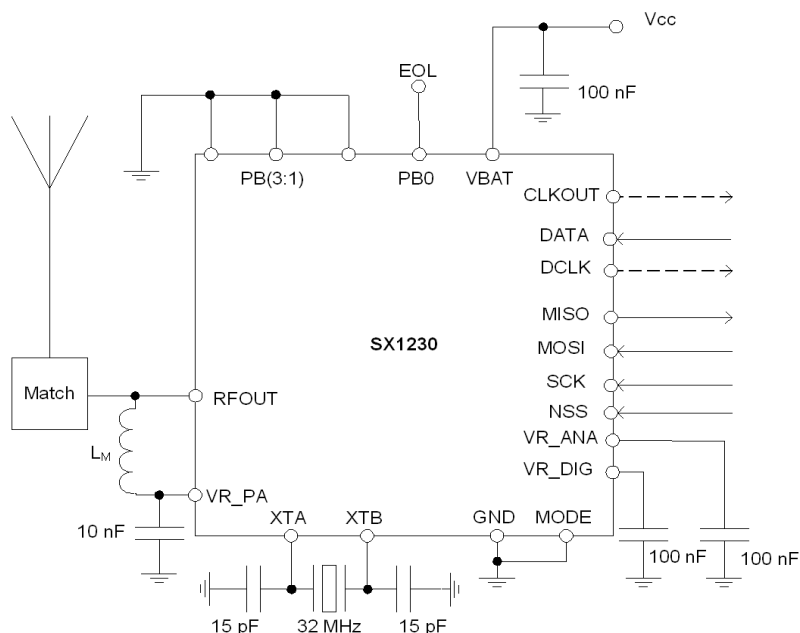 Vcc
EOL
100 nF
PB(3:1)
PB0
VBAT
CLKOUT
DATA
DCLK
MISO
SX1230
MOSI
SCK
Match
RFOUT
NSS
VR_ANA
LM
VR_DIG
VR_PA
XTA
XTB
GND
MODE
10 nF
100 nF
100 nF
15 pF
32 MHz
15 pF